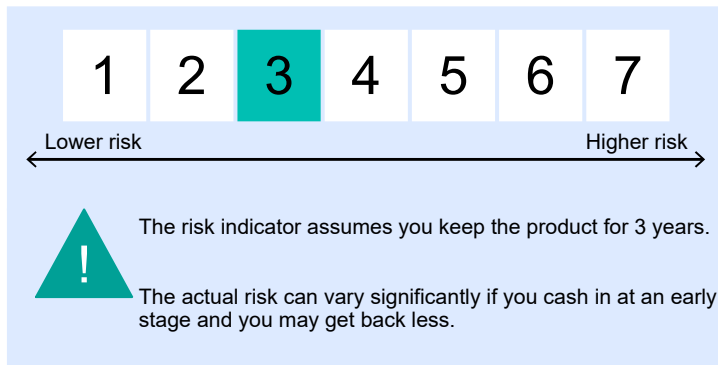 1 2 3 4 5 6 7
Lower risk Higher risk
The risk indicator assumes you keep the product for 3 years.
!
The actual risk can vary significantly if you cash in at an early
stage and you may get back less.